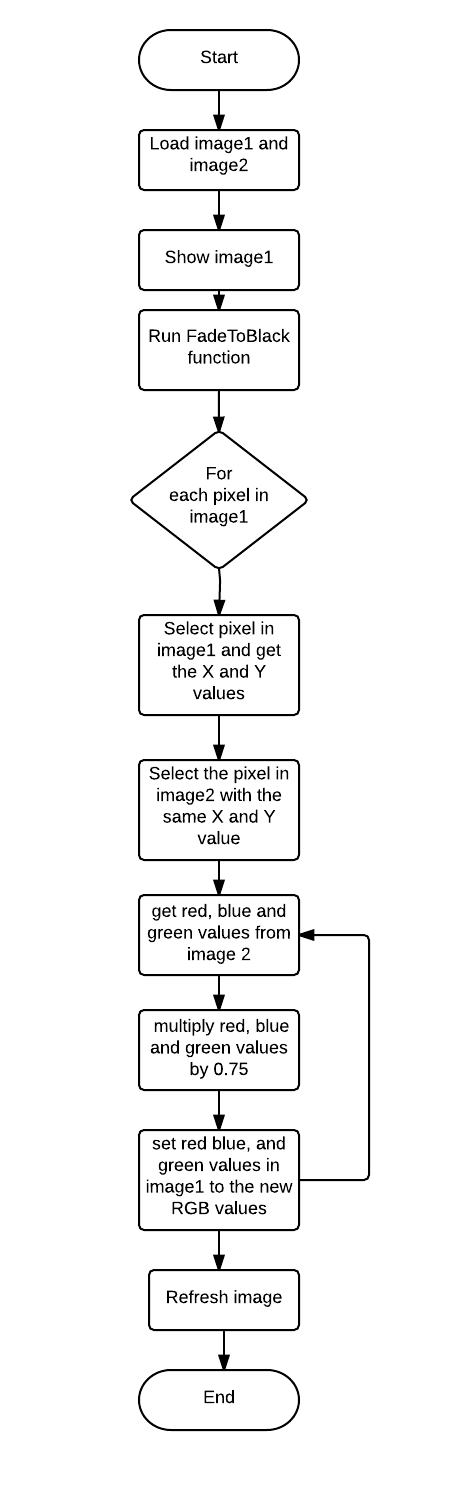 Start
Load image1 and
image2
Show image1
Run FadeToBlack
function
For
each pixel in
image1
Select pixel in
image1 and get
the X and Y
values
Select the pixel in
image2 with the
same X and Y
value
get red, blue and
green values from
image 2
multiply red, blue
and green values
by 0.75
set red blue, and
green values in
image1 to the new
RGB values
Refresh image
End